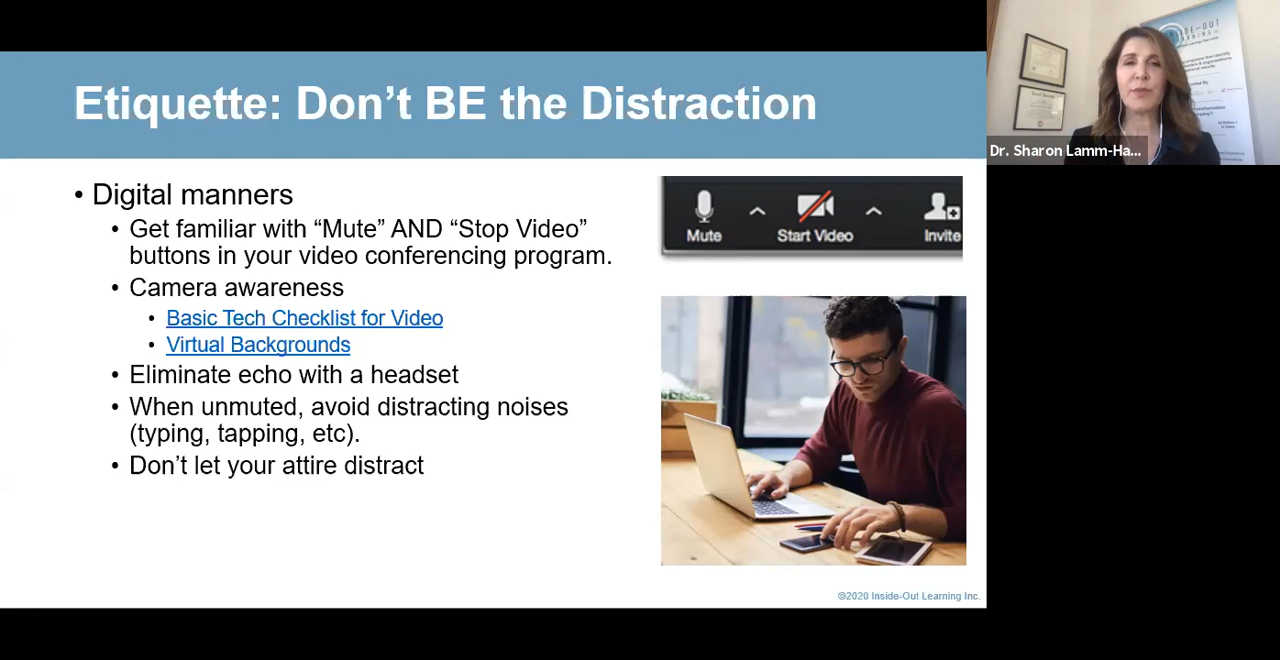 Etiquette: Don’t BE the Distraction
• Digital manners
• Get familiar with “Mute” AND “Stop Video”
buttons in your video conferencing program.
• Camera awareness
• Basic Tech Checklist for Video
• Virtual Backgrounds
• Eliminate echo with a headset
• When unmuted, avoid distracting noises
(typing, tapping, etc).
• Don’t let your attire distract
Mute
Start Video
Invite
©2020 Inside-Out Learning Inc.
Dr. Sharon Lamm-Ha...